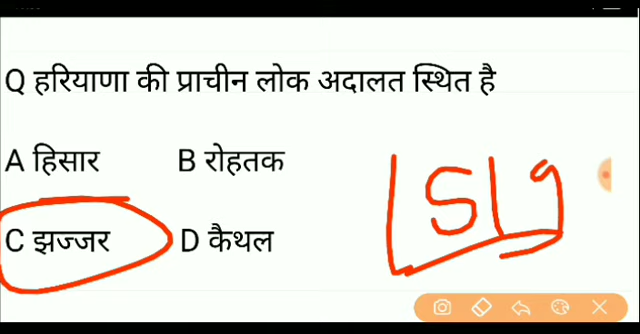 Q हरियाणा की प्राचीन लोक अदालत स्थित है
A हिसार B रोहतक
C झज्जर D कैथल